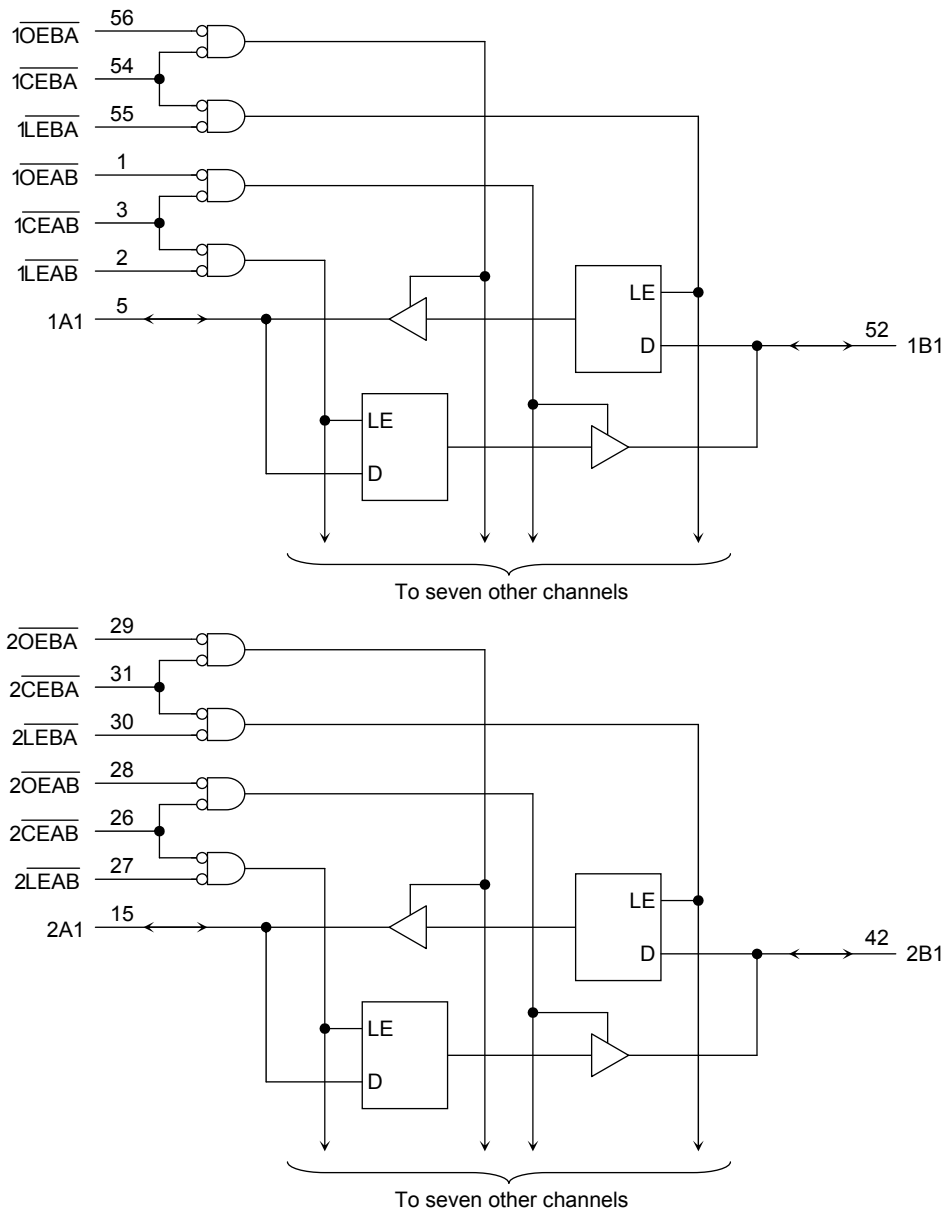 56
1OEBA
54
1CEBA
55
1LEBA
1
1OEAB
3
1CEAB
2
1LEAB
5
1A1
LE
D
52
1B1
LE
D
To seven other channels
29
2OEBA
31
2CEBA
30
2LEBA
28
2OEAB
26
2CEAB
27
2LEAB
15
2A1
LE
D
42
2B1
LE
D
To seven other channels